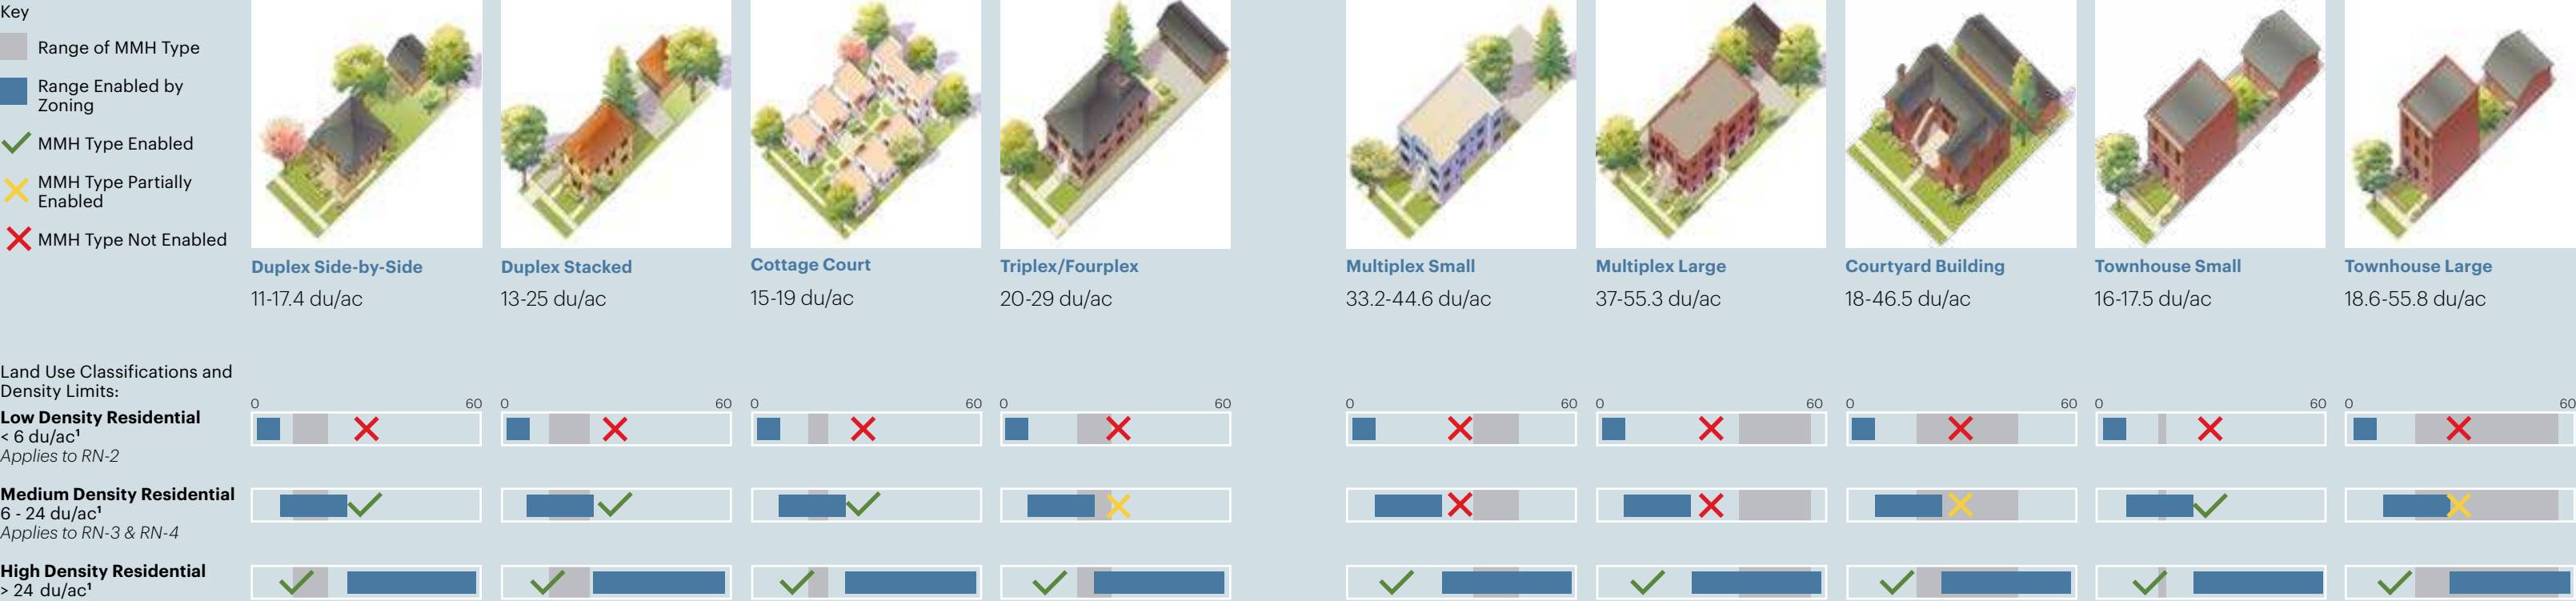 Key
Range of MMH Type
Range Enabled by
Zoning
MMH Type Enabled
MMH Type Partially
Enabled
MMH Type Not Enabled
Duplex Side-by-Side
11-17.4 du/ac
Duplex Stacked
13-25 du/ac
Cottage Court
15-19 du/ac
Triplex/Fourplex
20-29 du/ac
Multiplex Small
33.2-44.6 du/ac
Multiplex Large
37-55.3 du/ac
Courtyard Building
18-46.5 du/ac
Townhouse Small
16-17.5 du/ac
Townhouse Large
18.6-55.8 du/ac
Land Use Classifications and
Density Limits:
0 60 0 60 0 60 0 60 0 60 0 60 0 60 0 60 0 60
Low Density Residential
< 6 du/ac¹
Applies to RN-2
Medium Density Residential
6 - 24 du/ac¹
Applies to RN-3 & RN-4
High Density Residential
> 24 du/ac¹